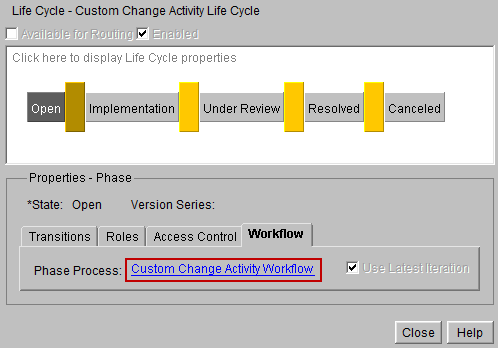 Life Cycle - Custom Change Activity Life Cycle
Available for Routing Enabled
Click here to display Life Cycle properties
Open Implementation Under Review Resolved Canceled
Properties - Phase
*State: Open Version Series:
Transitions Roles Access Control Workflow
Phase Process: Custom Change Activity Workflow Use Latest Iteration
Close Help